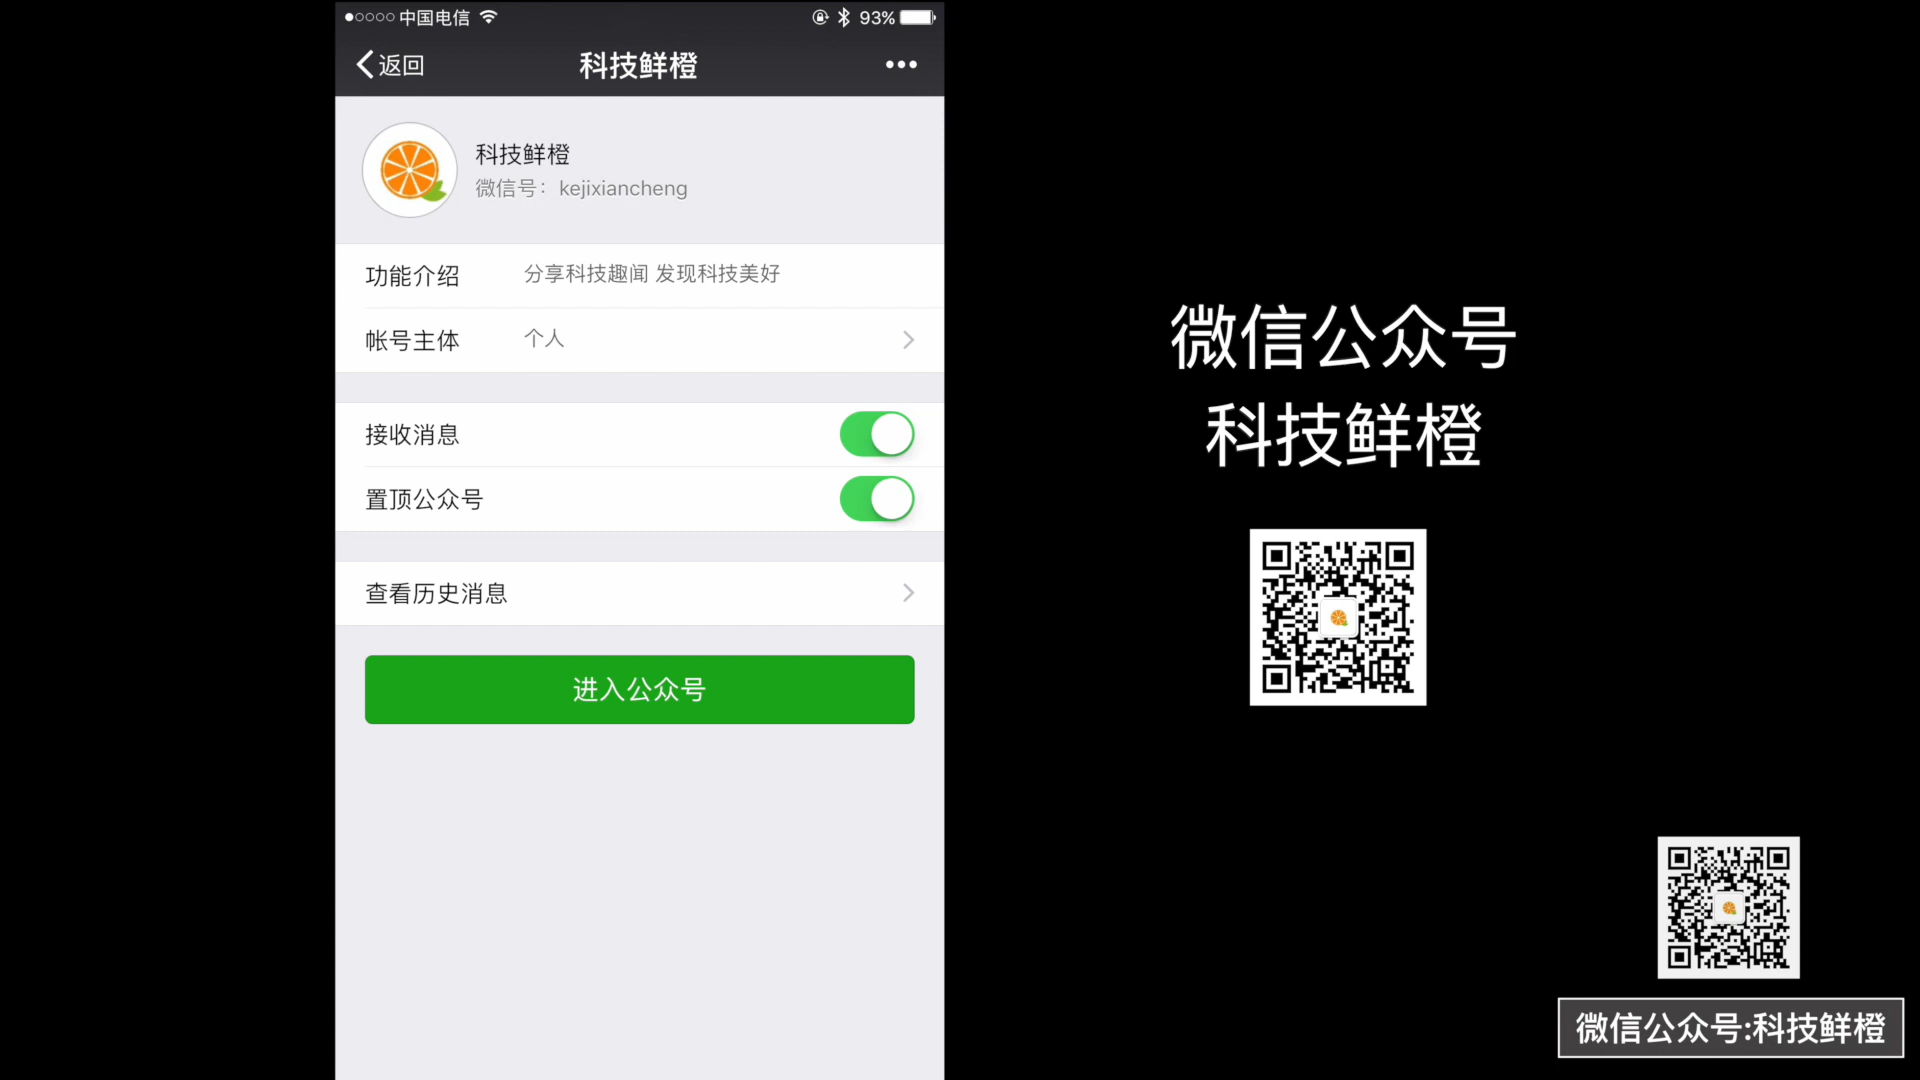 中国电信
93%
返回
科技鲜橙
科技鲜橙
微信号：kejixiancheng
功能介绍
分享科技趣闻 发现科技美好
帐号主体
个人
接收消息
置顶公众号
查看历史消息
进入公众号
微信公众号
科技鲜橙
微信公众号:科技鲜橙